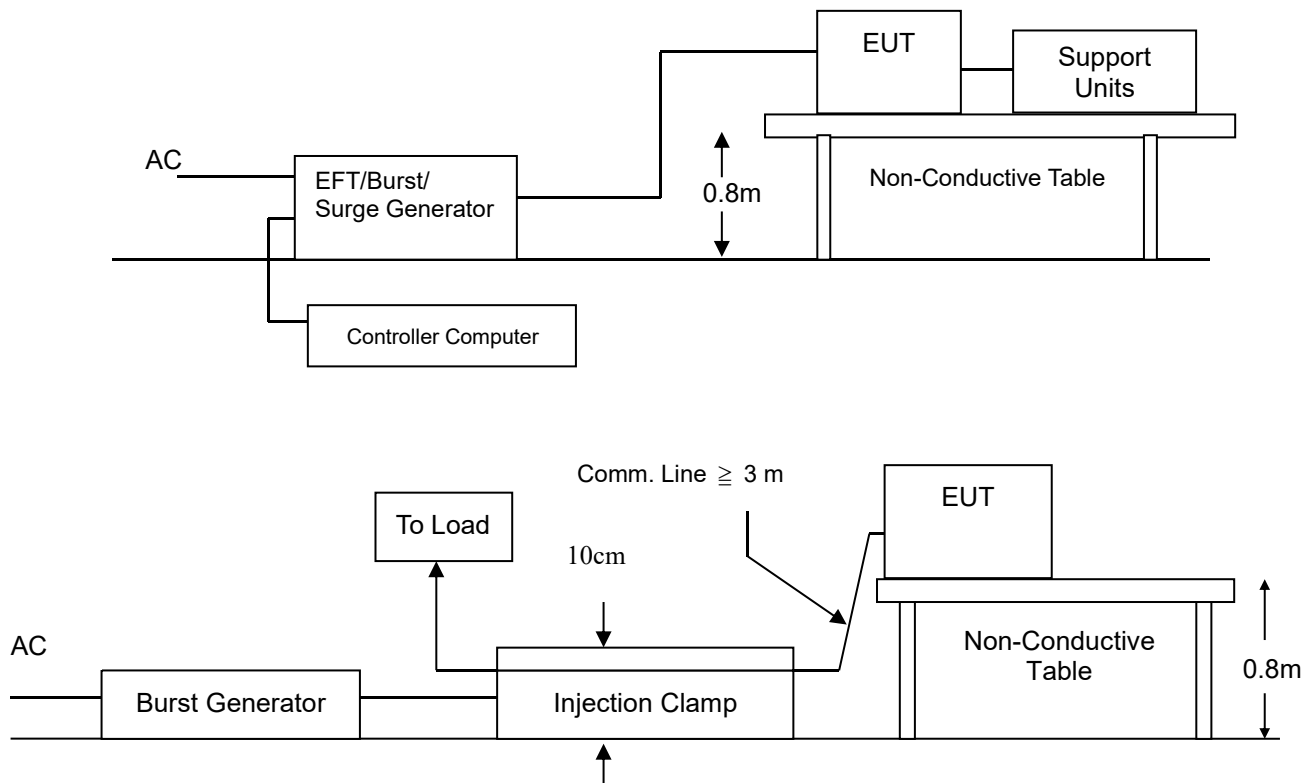 EUT
Support
Units
AC
EFT/Burst/
Surge Generator
0.8m
Non-Conductive Table
Controller Computer
Comm. Line ≧ 3 m
EUT
To Load
10cm
AC
Non-Conductive
Table
0.8m
Burst Generator
Injection Clamp